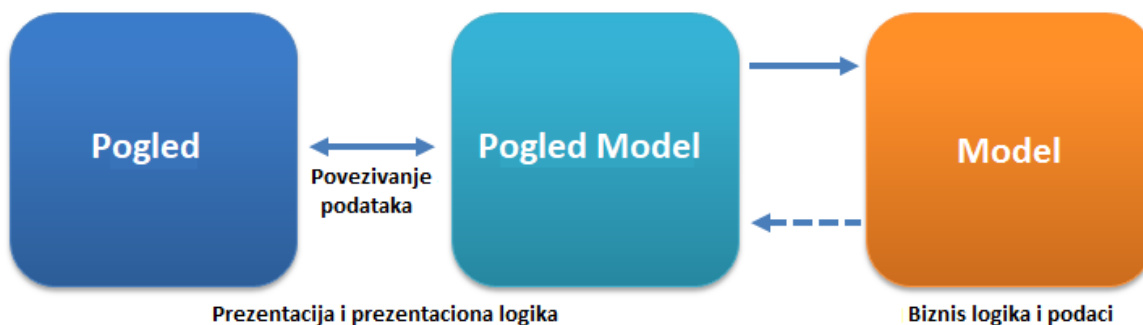 Pogled
Pogled Model
Model
Povezivanje
podataka
Prezentacija i prezentaciona logika
Biznis logika i podaci